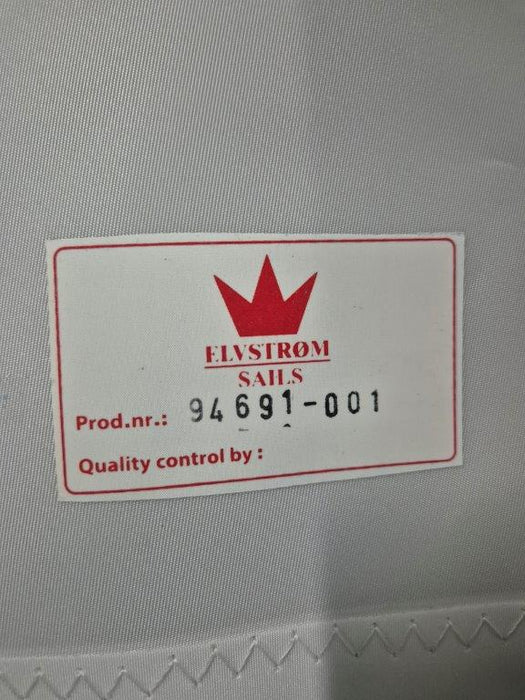 ELVSTRØM
SAILS
Prod.nr.: 94691-001
Quality control by :